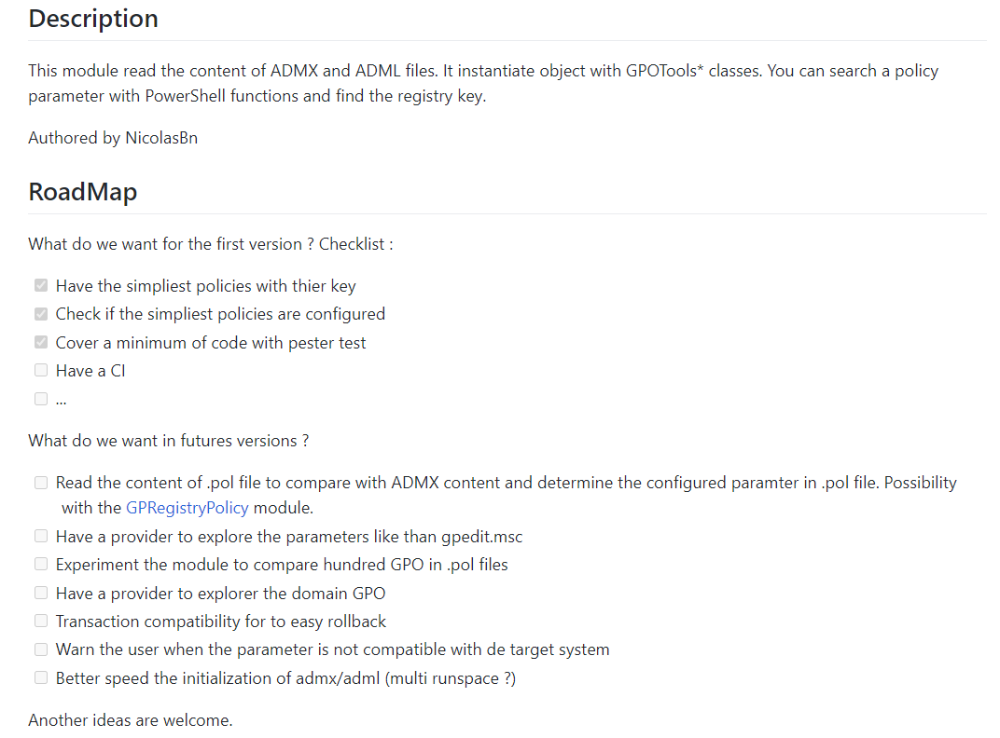 Description
This module read the content of ADMX and ADML files. It instantiate object with GPOTools* classes. You can search a policy
parameter with PowerShell functions and find the registry key.
Authored by NicolasBn
RoadMap
What do we want for the first version ? Checklist :
Have the simpliest policies with thier key
Check if the simpliest policies are configured
Cover a minimum of code with pester test
Have a CI
...
What do we want in futures versions ?
Read the content of .pol file to compare with ADMX content and determine the configured paramter in .pol file. Possibility
with the GPRegistryPolicy module.
Have a provider to explore the parameters like than gpedit.msc
Experiment the module to compare hundred GPO in .pol files
Have a provider to explorer the domain GPO
Transaction compatibility for to easy rollback
Warn the user when the parameter is not compatible with de target system
Better speed the initialization of admx/adml (multi runspace ?)
Another ideas are welcome.